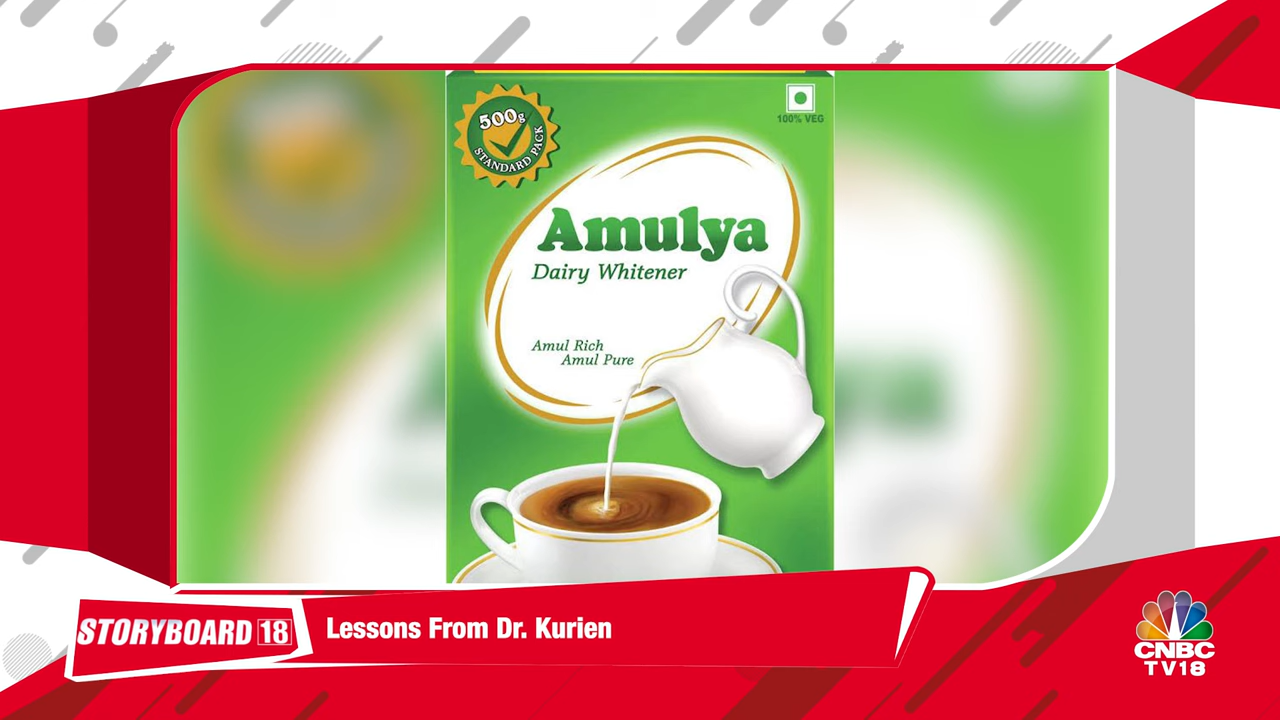 500g
STANDARD PACK
100% VEG
Amulya
Dairy Whitener
Amul Rich
Amul Pure
STORYBOARD 18
Lessons From Dr. Kurien
CNBC
TV18